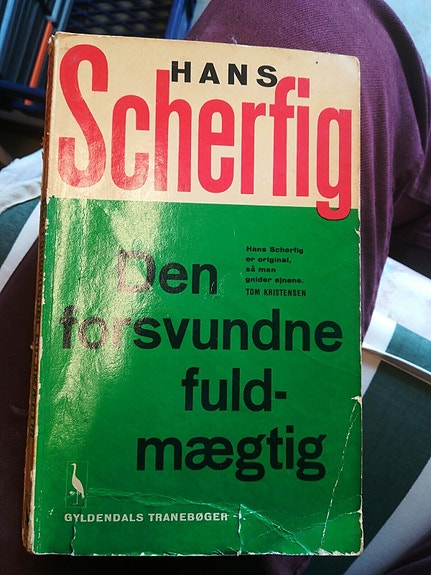 HANS
Scherfig
Hans Scherfig
er original,
så man
gnider øjnene.
TOM KRISTENSEN
Den
forsvundne
fuld-
mægtig
GYLDENDALS TRANEBØGER